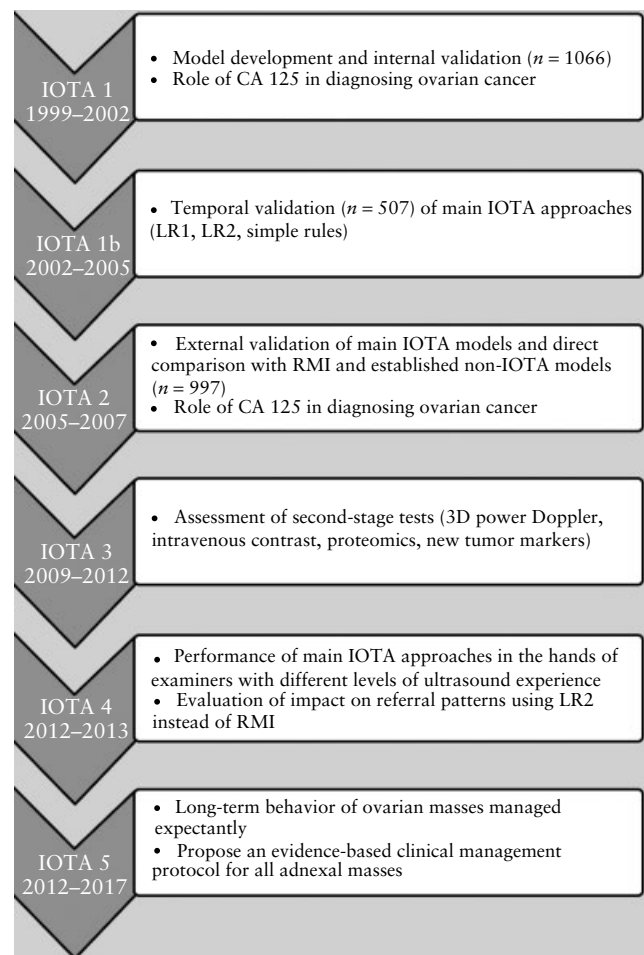 IOTA 1
1999–2002
• Model development and internal validation (n = 1066)
• Role of CA 125 in diagnosing ovarian cancer
IOTA 1b
2002–2005
• Temporal validation (n = 507) of main IOTA approaches
(LR1, LR2, simple rules)
IOTA 2
2005–2007
• External validation of main IOTA models and direct
comparison with RMI and established non-IOTA models
(n = 997)
• Role of CA 125 in diagnosing ovarian cancer
IOTA 3
2009–2012
• Assessment of second-stage tests (3D power Doppler,
intravenous contrast, proteomics, new tumor markers)
IOTA 4
2012–2013
• Performance of main IOTA approaches in the hands of
examiners with different levels of ultrasound experience
• Evaluation of impact on referral patterns using LR2
instead of RMI
IOTA 5
2012–2017
• Long-term behavior of ovarian masses managed
expectantly
• Propose an evidence-based clinical management
protocol for all adnexal masses